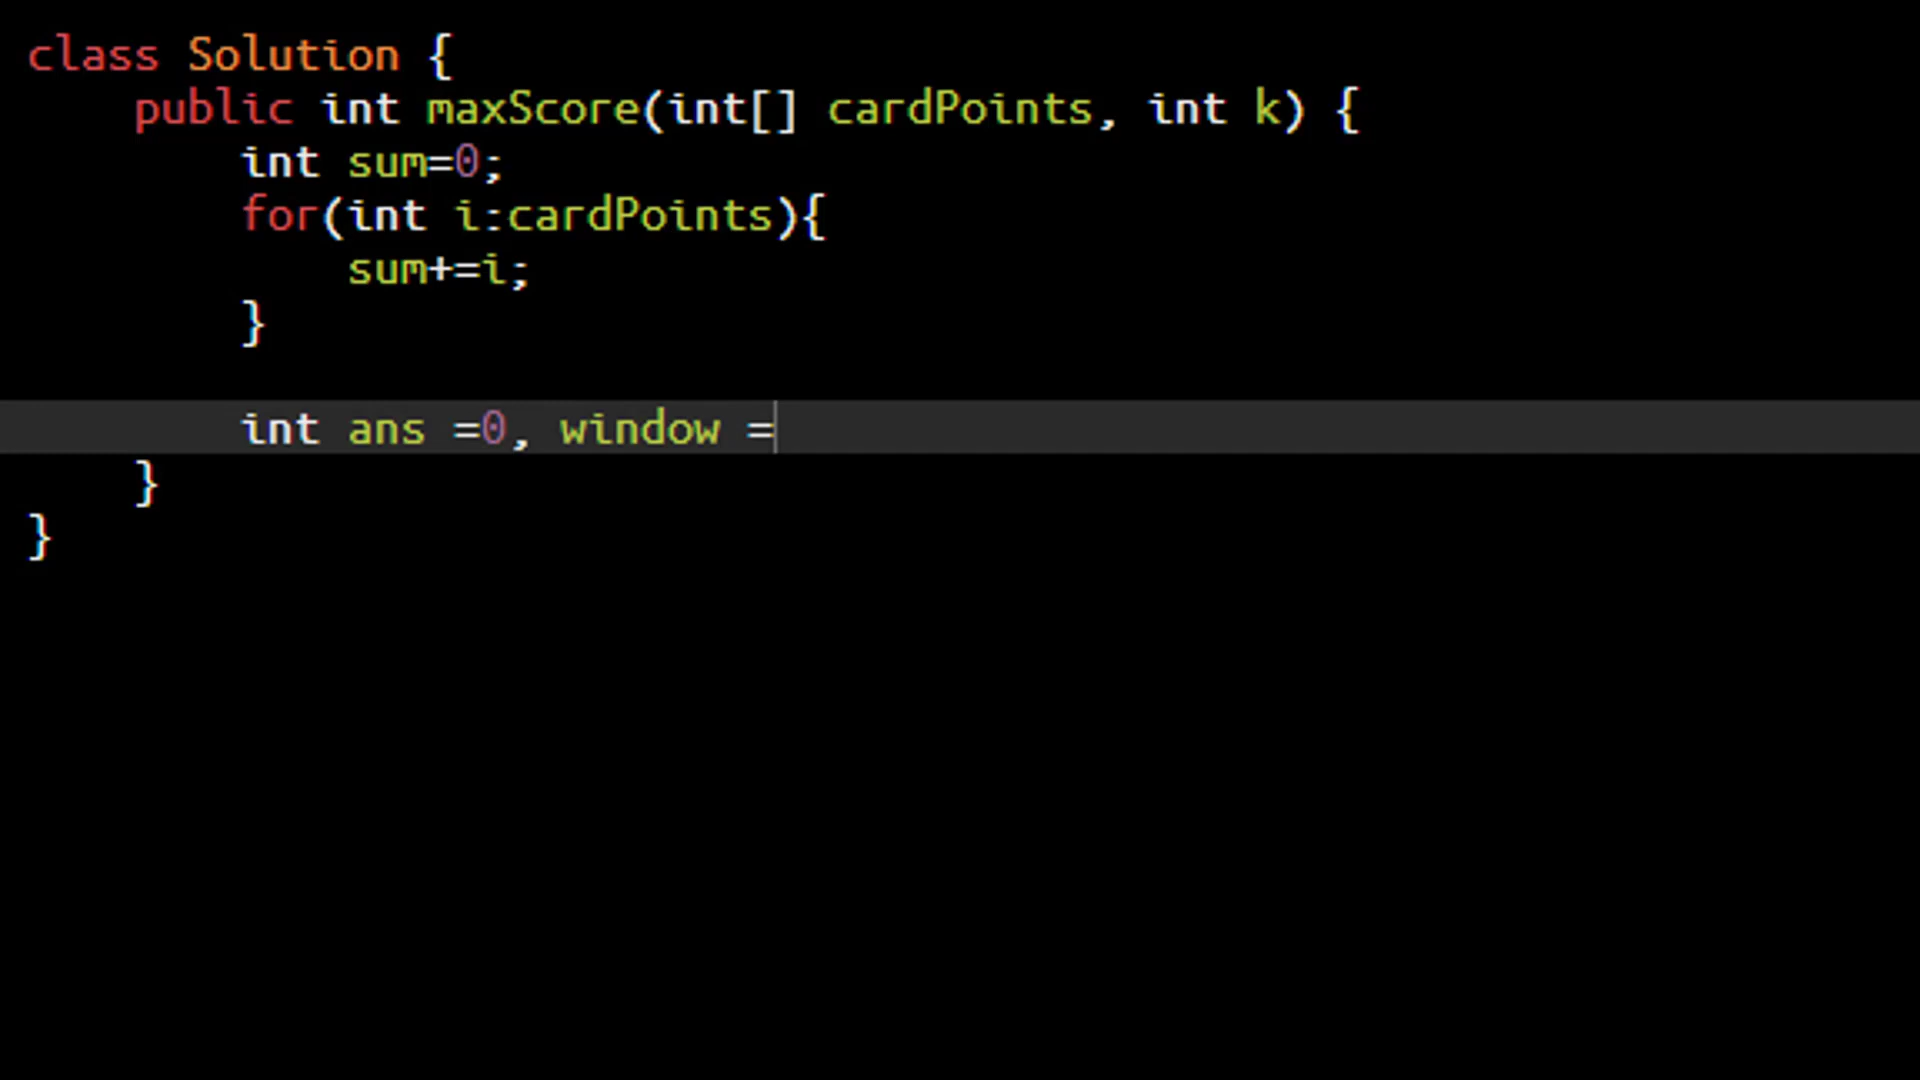 class Solution {
    public int maxScore(int[] cardPoints, int k) {
        int sum=0;
        for(int i:cardPoints){
            sum+=i;
        }

        int ans =0, window =
    }
}